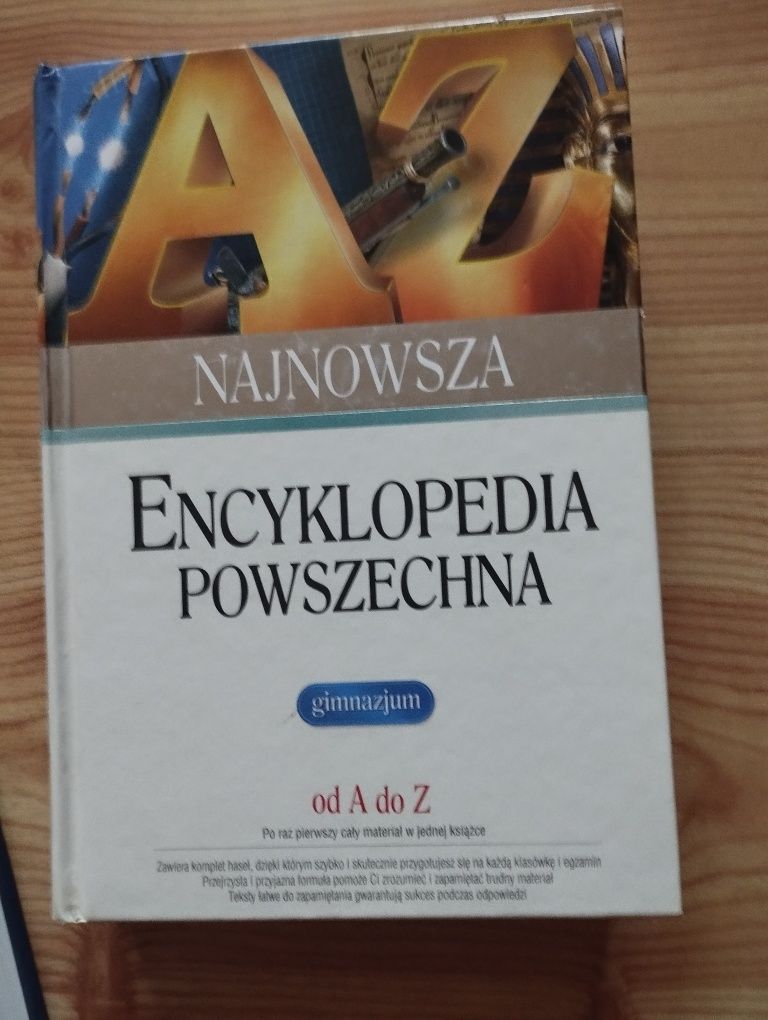 AZ
NAJNOWSZA
ENCYKLOPEDIA
POWSZECHNA
gimnazjum
od A do Z
Po raz pierwszy cały materiał w jednej książce
Zawiera komplet haseł, dzięki którym szybko i skutecznie przygotujesz się na każdą klasówkę i egzamin
Przejrzysta i przyjazna formuła pomoże Ci zrozumieć i zapamiętać trudny materiał
Teksty łatwe do zapamiętania gwarantują sukces podczas odpowiedzi